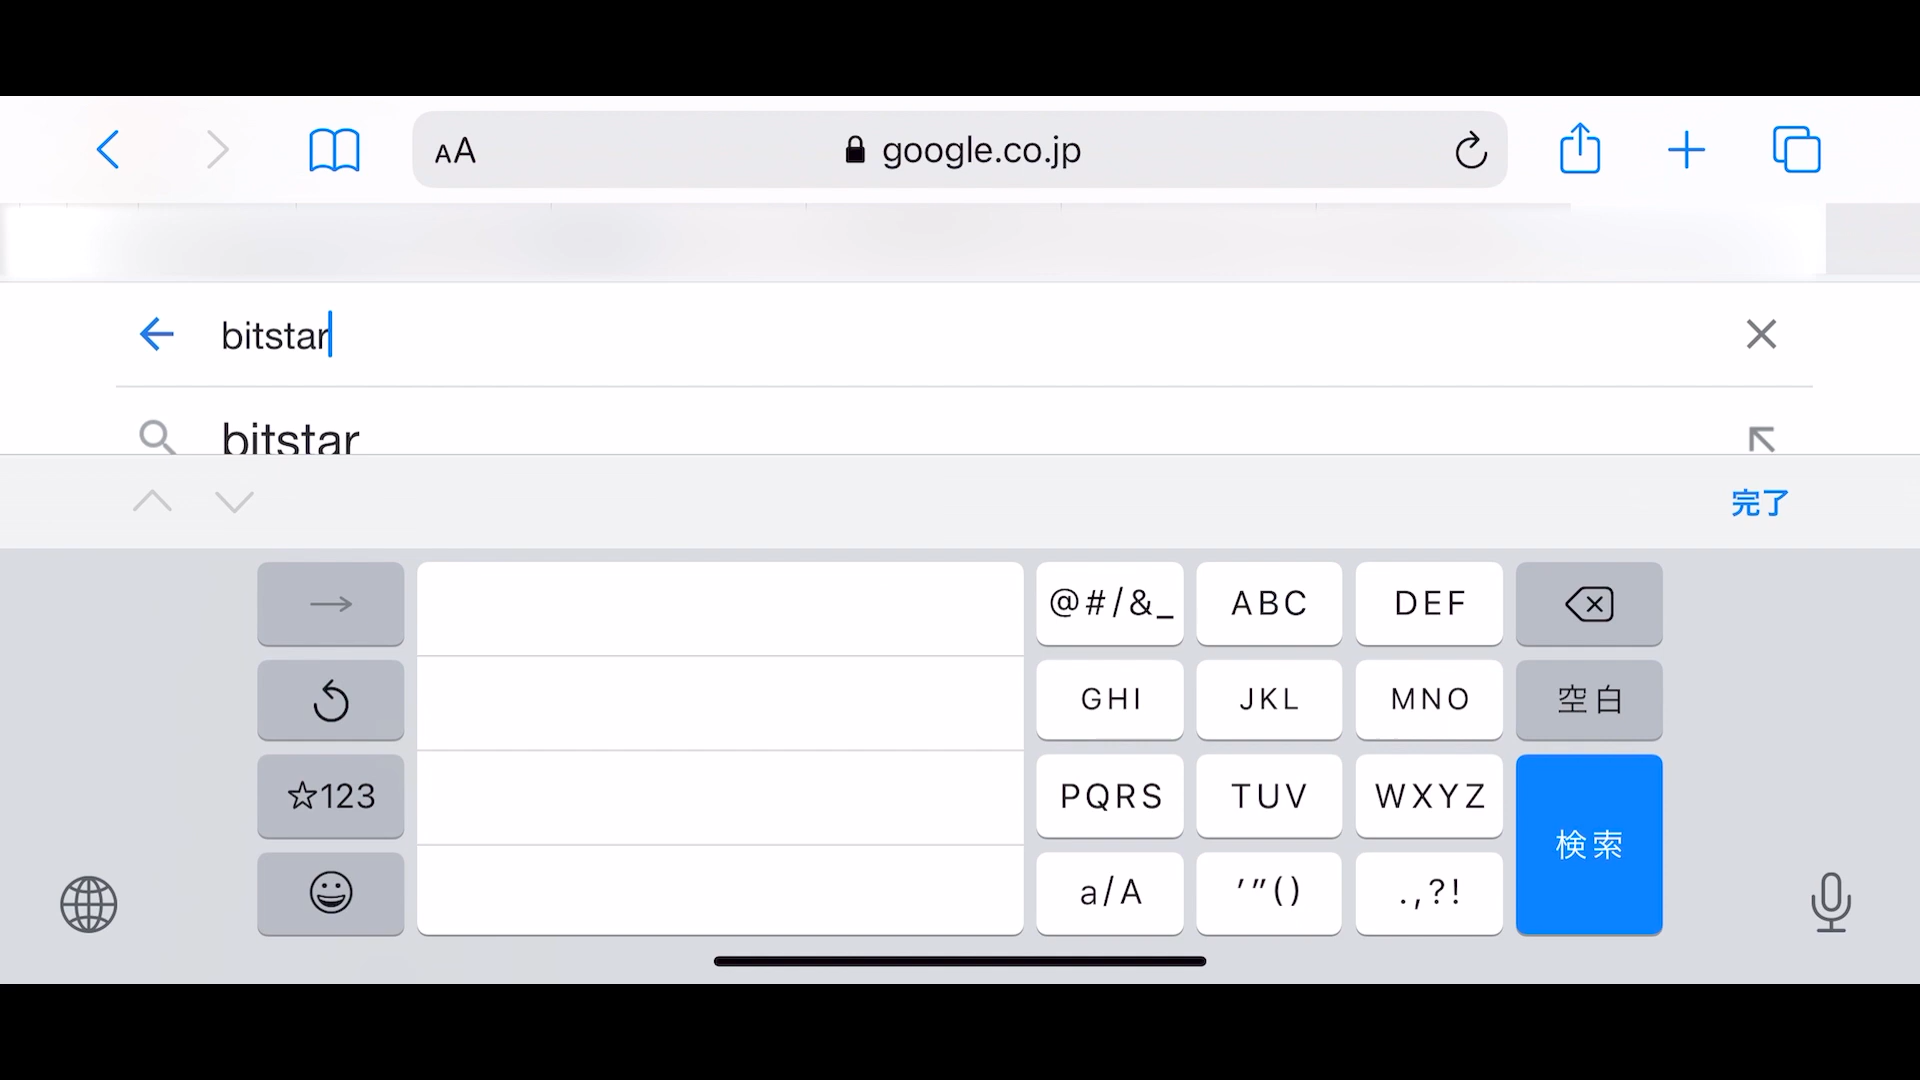 AA google.co.jp
bitstar
bitstar
完了
@#/&_ ABC DEF
GHI JKL MNO 空白
☆123 PQRS TUV WXYZ 検索
a/A ’”() .,?!